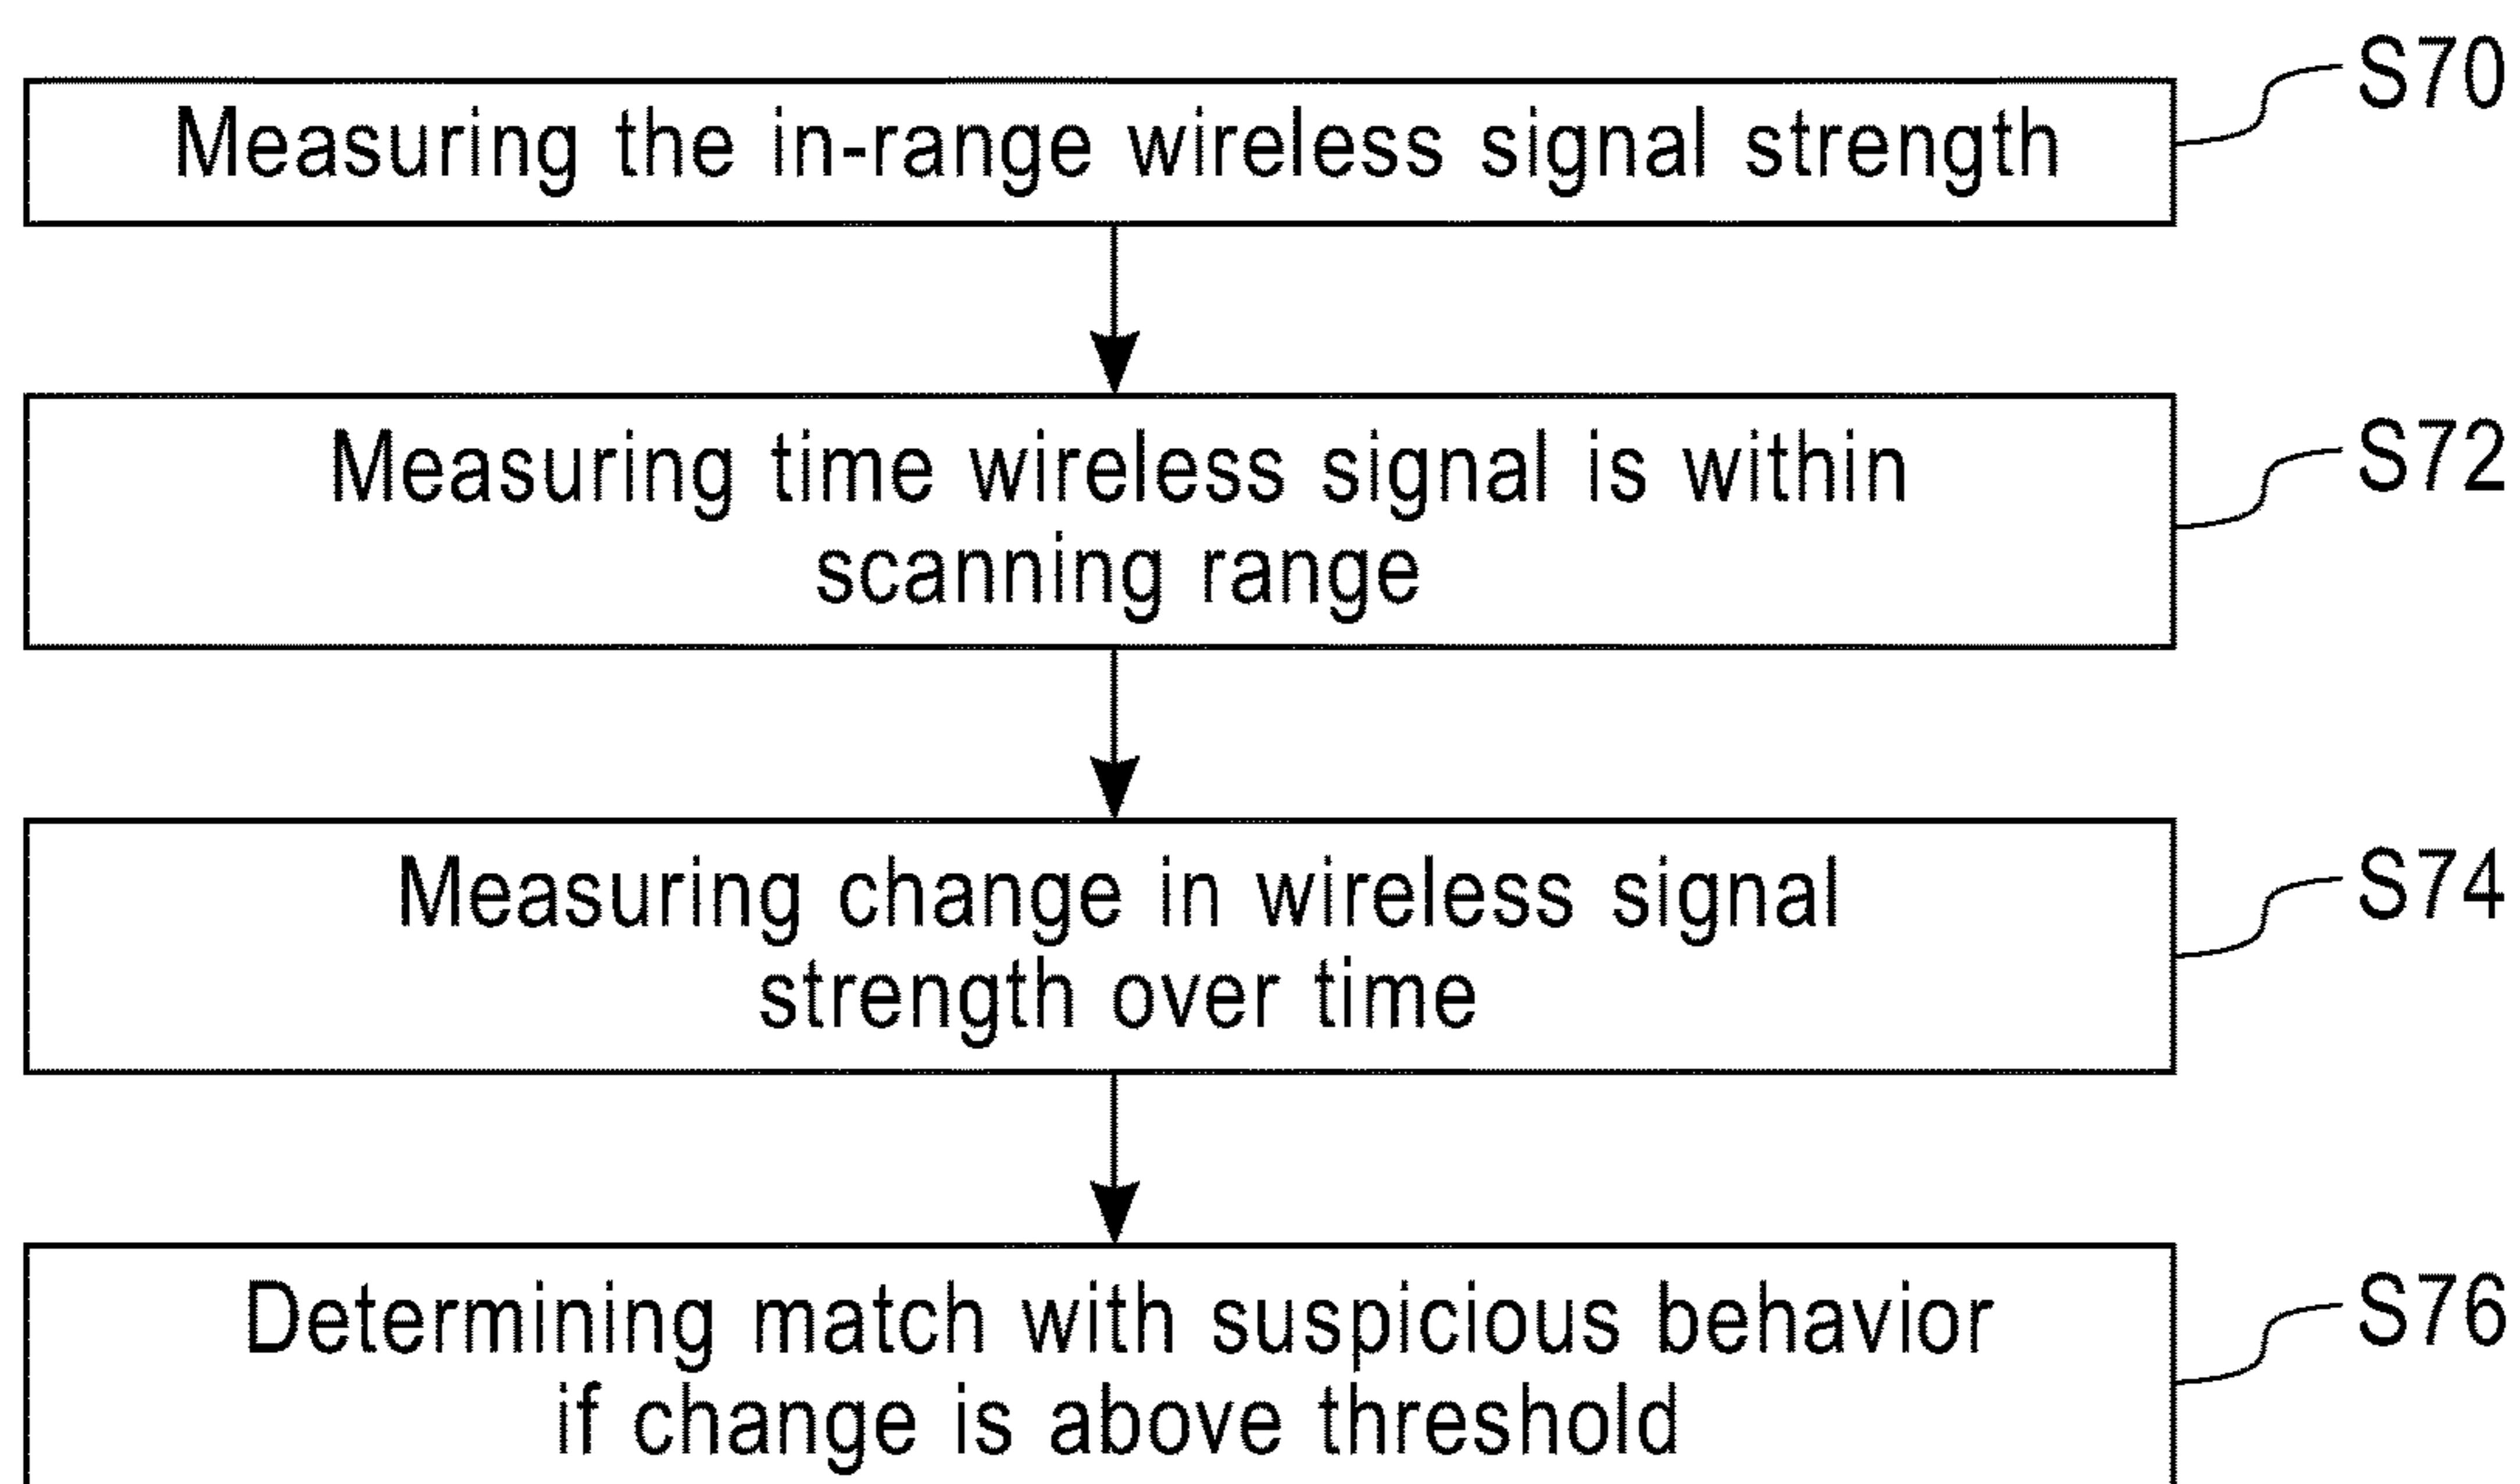 Measuring the in-range wireless signal strength
S70
Measuring time wireless signal is within
scanning range
S72
Measuring change in wireless signal
strength over time
S74
Determining match with suspicious behavior
if change is above threshold
S76